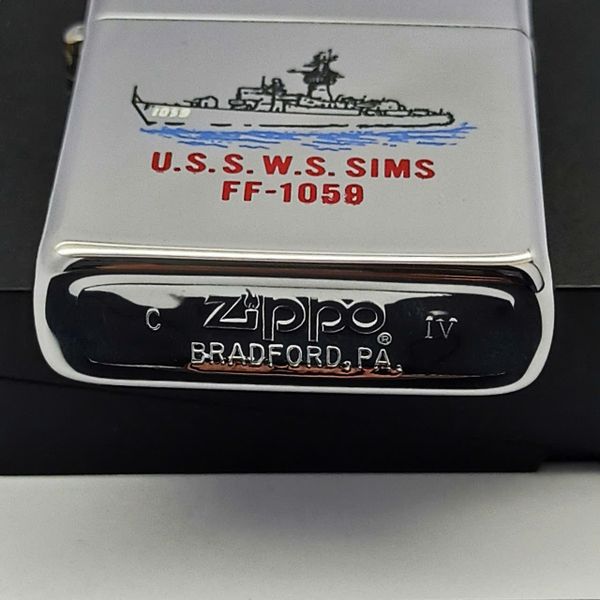 1059
U.S.S. W.S. SIMS
FF-1059
C Zippo ® IV
BRADFORD, PA.